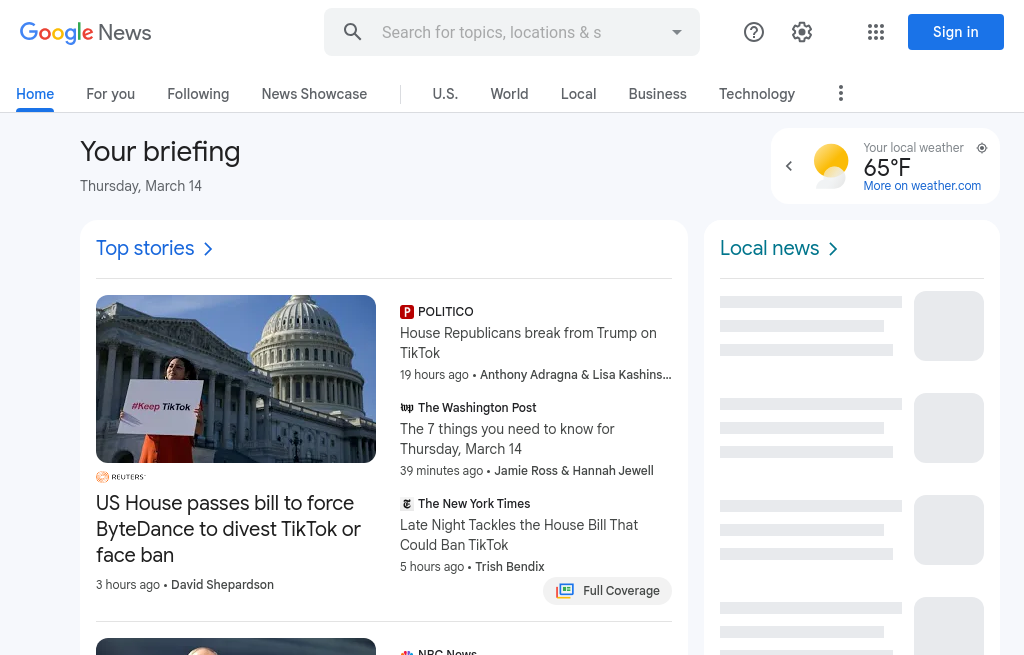 Google News
Search for topics, locations & s
Sign in
Home
For you
Following
News Showcase
U.S.
World
Local
Business
Technology
Your briefing
Thursday, March 14
Your local weather
65°F
More on weather.com
Top stories
#Keep TikTok
REUTERS
US House passes bill to force
ByteDance to divest TikTok or
face ban
3 hours ago • David Shepardson
POLITICO
House Republicans break from Trump on
TikTok
19 hours ago • Anthony Adragna & Lisa Kashins...
The Washington Post
The 7 things you need to know for
Thursday, March 14
39 minutes ago • Jamie Ross & Hannah Jewell
The New York Times
Late Night Tackles the House Bill That
Could Ban TikTok
5 hours ago • Trish Bendix
Full Coverage
NBC News
Local news